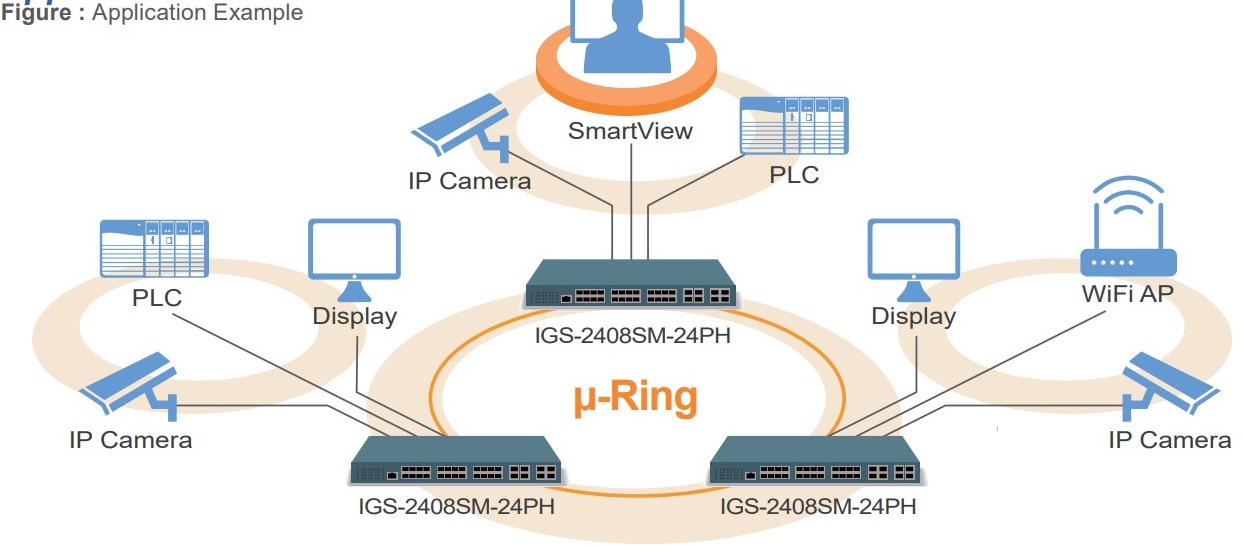 Figure : Application Example
SmartView
IP Camera
PLC
PLC
Display
Display
WiFi AP
IGS-2408SM-24PH
µ-Ring
IP Camera
IP Camera
IGS-2408SM-24PH
IGS-2408SM-24PH